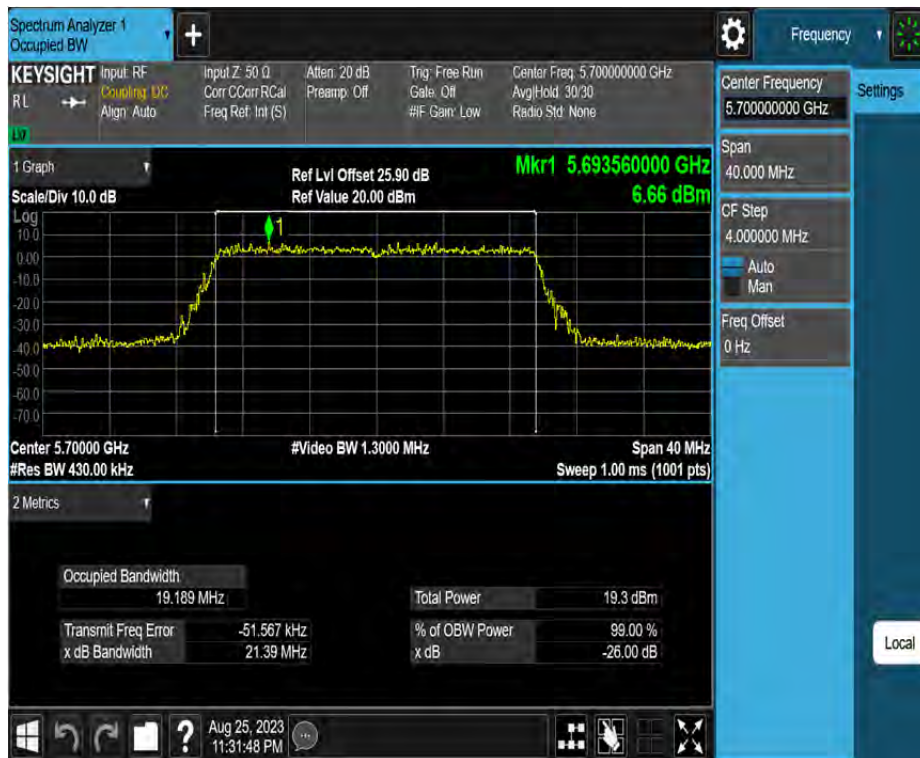 Spectrum Analyzer 1
Occupied BW
+
Frequency
KEYSIGHT
RL
Input: RF
Coupling: DC
Align: Auto
Input Z: 50 Ω
Corr CCorr RCal
Freq Ref: Int (S)
Atten: 20 dB
Preamp: Off
Trig: Free Run
Gate: Off
#IF Gain: Low
Center Freq: 5.700000000 GHz
Avg|Hold: 30/30
Radio Std: None
Center Frequency
5.700000000 GHz
Settings
Span
40.000 MHz
CF Step
4.000000 MHz
Auto
Man
Freq Offset
0 Hz
1 Graph
Scale/Div 10.0 dB
Ref Lvl Offset 25.90 dB
Ref Value 20.00 dBm
Mkr1 5.693560000 GHz
6.66 dBm
Log
1
10.0
0.00
-10.0
-20.0
-30.0
-40.0
-50.0
-60.0
-70.0
Center 5.70000 GHz
#Video BW 1.3000 MHz
Span 40 MHz
#Res BW 430.00 kHz
Sweep 1.00 ms (1001 pts)
2 Metrics
Occupied Bandwidth
19.189 MHz
Total Power 19.3 dBm
Transmit Freq Error -51.567 kHz
% of OBW Power 99.00 %
x dB Bandwidth 21.39 MHz
x dB -26.00 dB
Local
?
Aug 25, 2023
11:31:48 PM